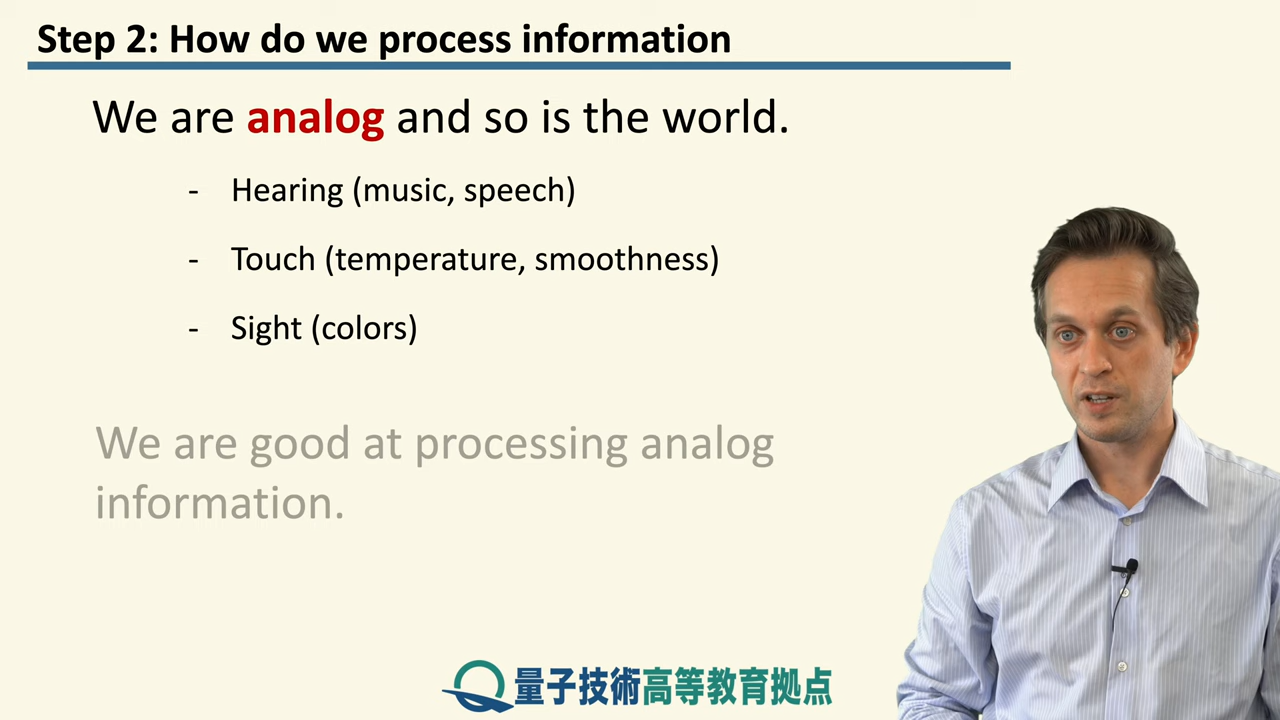 Step 2: How do we process information
We are analog and so is the world.
- Hearing (music, speech)
- Touch (temperature, smoothness)
- Sight (colors)
We are good at processing analog
information.
量子技術高等教育拠点